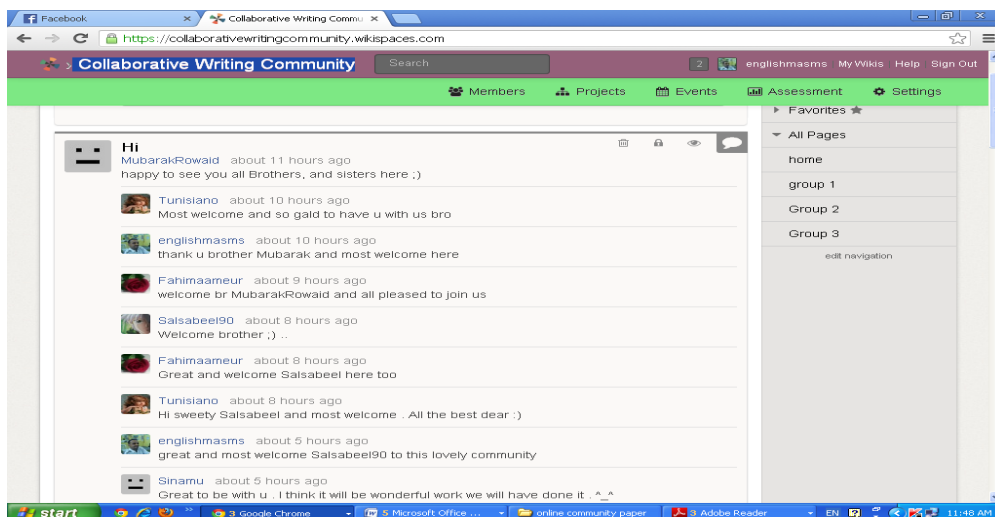 Facebook
Collaborative Writing Commu
https://collaborativewritingcommunity.wikispaces.com
Collaborative Writing Community
Search
2
englishmasms My Wikis Help Sign Out
Members Projects Events Assessment Settings
Favorites
All Pages
home
group 1
Group 2
Group 3
edit navigation
Hi
MubarakRowaid about 11 hours ago
happy to see you all Brothers, and sisters here ;)
Tunisiano about 10 hours ago
Most welcome and so gald to have u with us bro
englishmasms about 10 hours ago
thank u brother Mubarak and most welcome here
Fahimaameur about 9 hours ago
welcome br MubarakRowaid and all pleased to join us
Salsabeel90 about 8 hours ago
Welcome brother ;) ..
Fahimaameur about 8 hours ago
Great and welcome Salsabeel here too
Tunisiano about 8 hours ago
Hi sweety Salsabeel and most welcome . All the best dear :)
englishmasms about 5 hours ago
great and most welcome Salsabeel90 to this lovely community
Sinamu about 5 hours ago
Great to be with u . I think it will be wonderful work we will have done it . ^_^
start
3 Google Chrome
5 Microsoft Office ...
online community paper
3 Adobe Reader
EN
11:48 AM